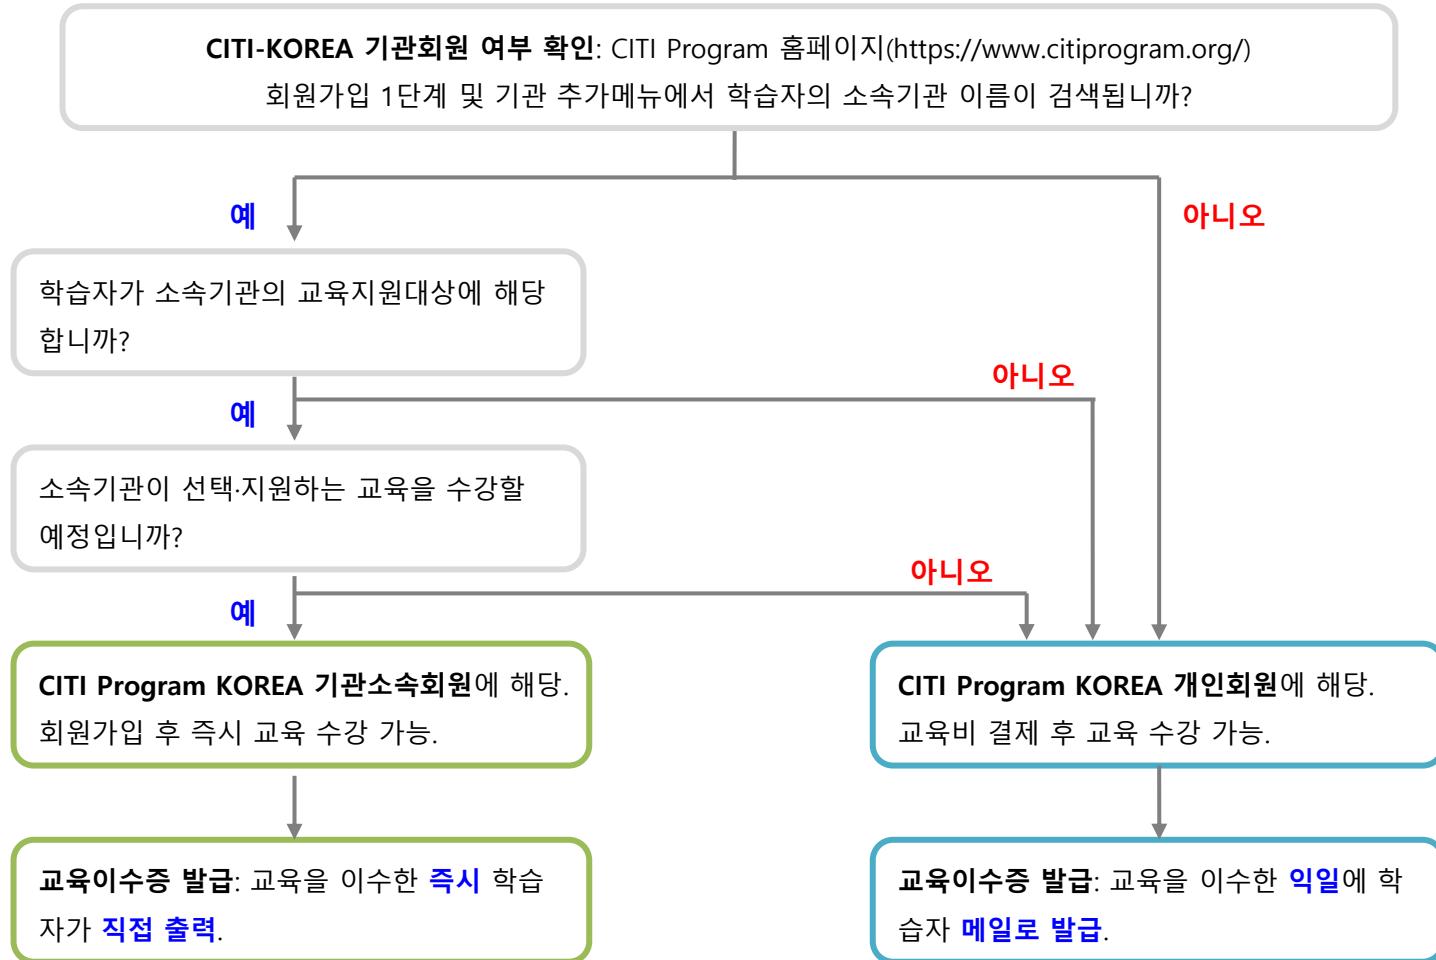 CITI-KOREA 기관회원 여부 확인: CITI Program 홈페이지(https://www.citiprogram.org/)
회원가입 1단계 및 기관 추가메뉴에서 학습자의 소속기관 이름이 검색됩니까?
예
아니오
학습자가 소속기관의 교육지원대상에 해당
합니까?
아니오
예
소속기관이 선택·지원하는 교육을 수강할
예정입니까?
아니오
예
CITI Program KOREA 기관소속회원에 해당.
회원가입 후 즉시 교육 수강 가능.
CITI Program KOREA 개인회원에 해당.
교육비 결제 후 교육 수강 가능.
교육이수증 발급: 교육을 이수한 즉시 학습
자가 직접 출력.
교육이수증 발급: 교육을 이수한 익일에 학
습자 메일로 발급.